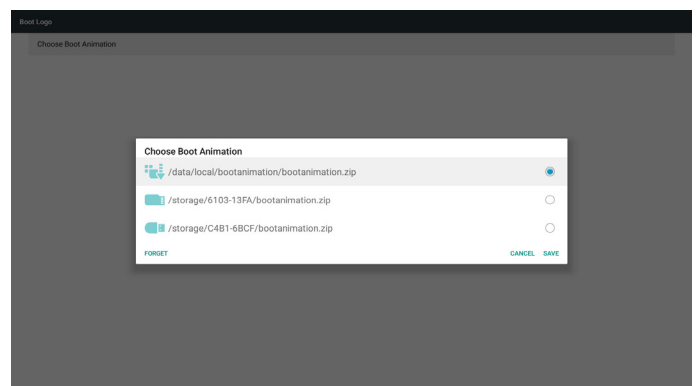 Boot Logo
Choose Boot Animation
Choose Boot Animation
/data/local/bootanimation/bootanimation.zip
/storage/6103-13FA/bootanimation.zip
/storage/C4B1-6BCF/bootanimation.zip
FORGET CANCEL SAVE